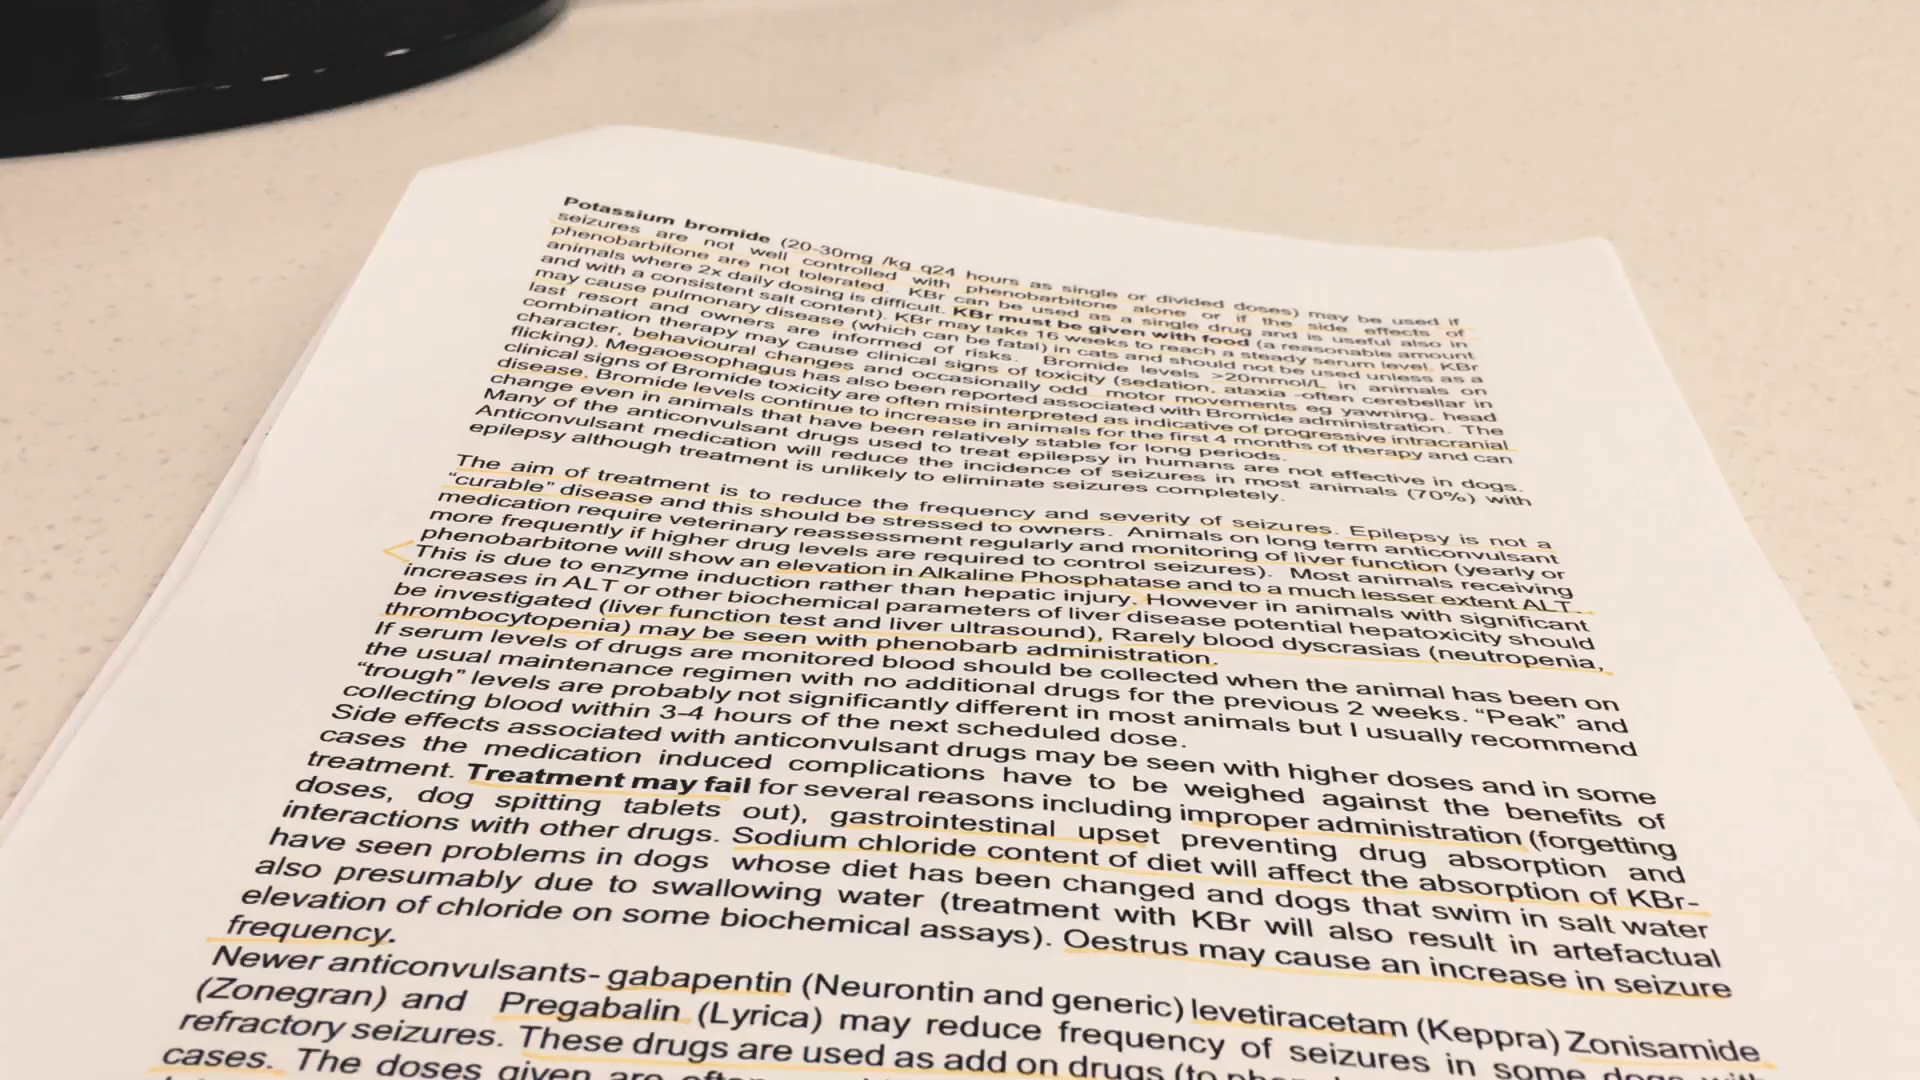 Potassium bromide (20-30mg /kg q24 hours as single or divided doses) may be used if
seizures are not well controlled with phenobarbitone alone or if the side effects of
phenobarbitone are not tolerated. KBr can be used as a single drug and is useful also in
animals where 2x daily dosing is difficult. KBr must be given with food (a reasonable amount
and with a consistent salt content). KBr may take 16 weeks to reach a steady serum level. KBr
may cause pulmonary disease (which can be fatal) in cats and should not be used unless as a
last resort and owners are informed of risks. Bromide levels >20mmol/L in animals on
combination therapy may cause clinical signs of toxicity (sedation, ataxia -often cerebellar in
character, behavioural changes and occasionally odd motor movements eg yawning, head
flicking). Megaoesophagus has also been reported associated with Bromide administration. The
clinical signs of Bromide toxicity are often misinterpreted as indicative of progressive intracranial
disease. Bromide levels continue to increase in animals for the first 4 months of therapy and can
change even in animals that have been relatively stable for long periods.
Many of the anticonvulsant drugs used to treat epilepsy in humans are not effective in dogs.
Anticonvulsant medication will reduce the incidence of seizures in most animals (70%) with
epilepsy although treatment is unlikely to eliminate seizures completely.
The aim of treatment is to reduce the frequency and severity of seizures. Epilepsy is not a
“curable” disease and this should be stressed to owners. Animals on long term anticonvulsant
medication require veterinary reassessment regularly and monitoring of liver function (yearly or
more frequently if higher drug levels are required to control seizures). Most animals receiving
phenobarbitone will show an elevation in Alkaline Phosphatase and to a much lesser extent ALT.
This is due to enzyme induction rather than hepatic injury. However in animals with significant
increases in ALT or other biochemical parameters of liver disease potential hepatoxicity should
be investigated (liver function test and liver ultrasound), Rarely blood dyscrasias (neutropenia,
thrombocytopenia) may be seen with phenobarb administration.
If serum levels of drugs are monitored blood should be collected when the animal has been on
the usual maintenance regimen with no additional drugs for the previous 2 weeks. “Peak” and
“trough” levels are probably not significantly different in most animals but I usually recommend
collecting blood within 3-4 hours of the next scheduled dose.
Side effects associated with anticonvulsant drugs may be seen with higher doses and in some
cases the medication induced complications have to be weighed against the benefits of
treatment. Treatment may fail for several reasons including improper administration (forgetting
doses, dog spitting tablets out), gastrointestinal upset preventing drug absorption and
interactions with other drugs. Sodium chloride content of diet will affect the absorption of KBr-
have seen problems in dogs whose diet has been changed and dogs that swim in salt water
also presumably due to swallowing water (treatment with KBr will also result in artefactual
elevation of chloride on some biochemical assays). Oestrus may cause an increase in seizure
frequency.
Newer anticonvulsants- gabapentin (Neurontin and generic) levetiracetam (Keppra) Zonisamide
(Zonegran) and Pregabalin (Lyrica) may reduce frequency of seizures in some dogs with
refractory seizures. These drugs are used as add on drugs (to
cases. The doses given are often